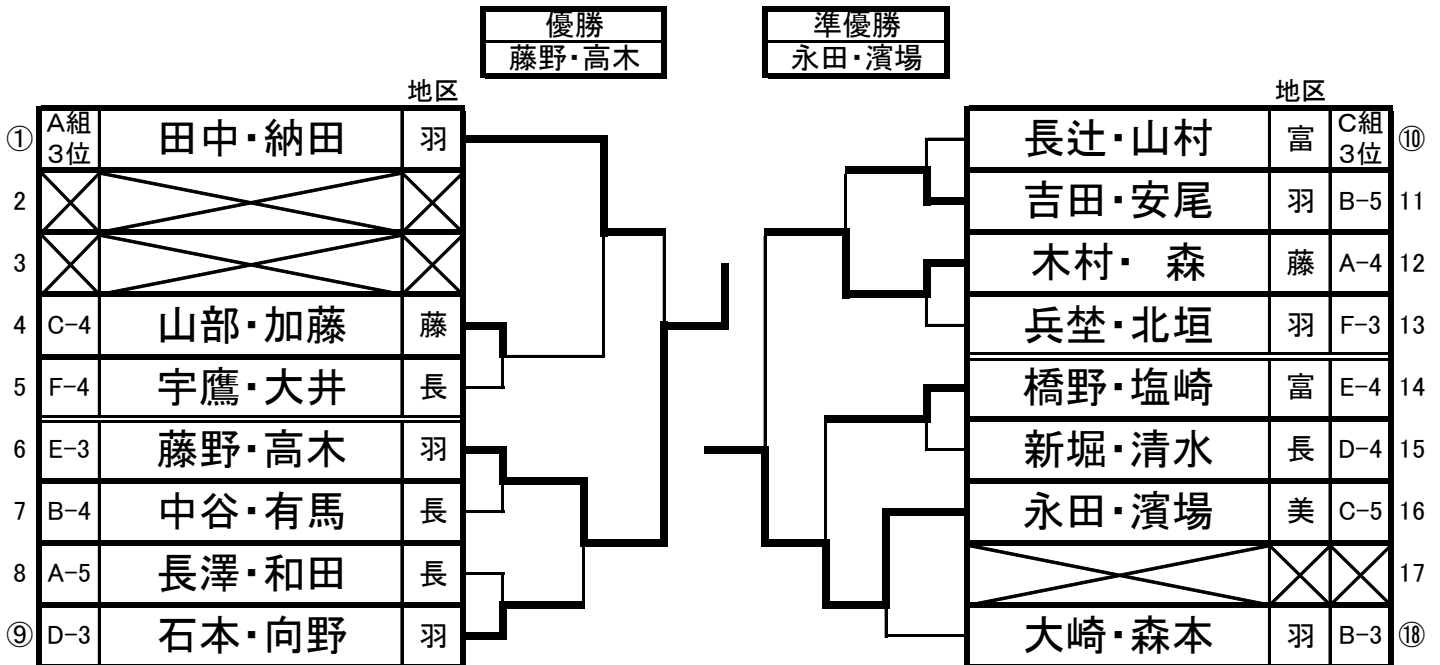 優勝
藤野・高木
準優勝
永田・濱場
地区
① A組3位 田中・納田 羽
2
3
4 C-4 山部・加藤 藤
5 F-4 宇鷹・大井 長
6 E-3 藤野・高木 羽
7 B-4 中谷・有馬 長
8 A-5 長澤・和田 長
⑨ D-3 石本・向野 羽
地区
長辻・山村 富 C組3位 ⑩
吉田・安尾 羽 B-5 11
木村・ 森 藤 A-4 12
兵埜・北垣 羽 F-3 13
橋野・塩崎 富 E-4 14
新堀・清水 長 D-4 15
永田・濱場 美 C-5 16
17
大崎・森本 羽 B-3 ⑱